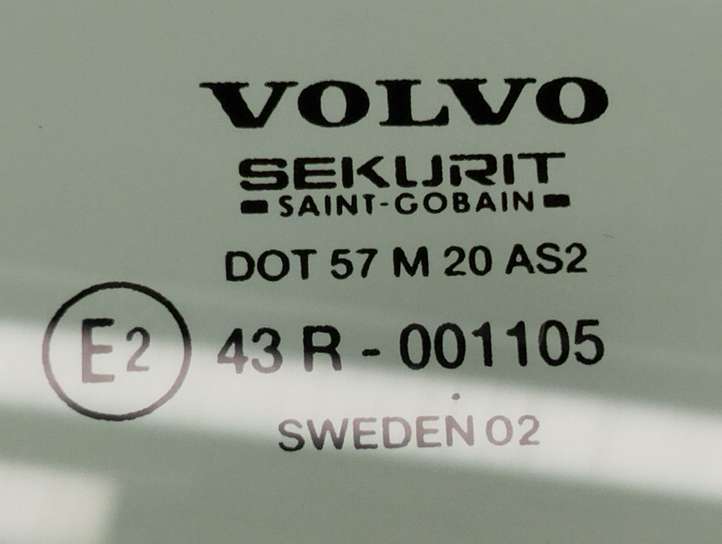 VOLVO
SEKURIT
SAINT-GOBAIN
DOT 57 M 20 AS2
E2 43 R - 001105
SWEDEN 02